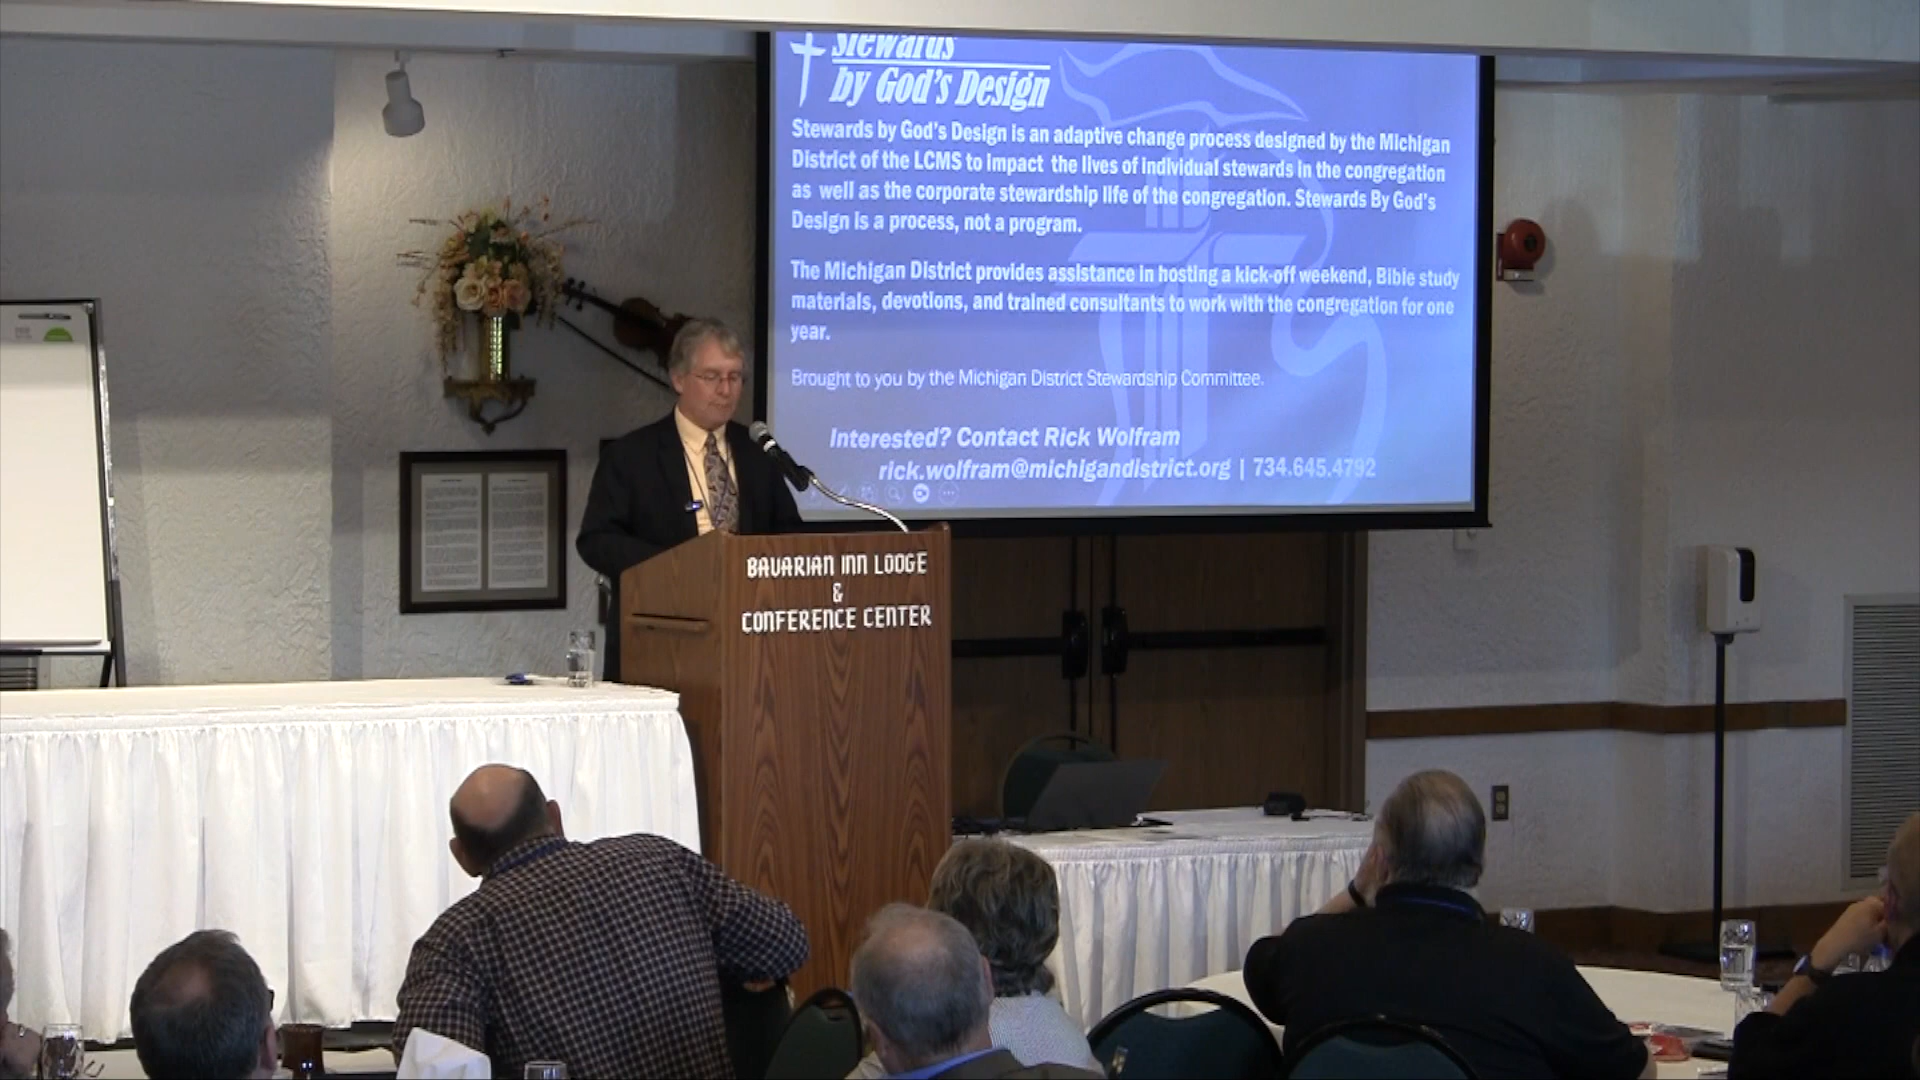 Stewards
by God's Design
Stewards by God's Design is an adaptive change process designed by the Michigan
District of the LCMS to impact the lives of individual stewards in the congregation
as well as the corporate stewardship life of the congregation. Stewards By God's
Design is a process, not a program.
The Michigan District provides assistance in hosting a kick-off weekend, Bible study
materials, devotions, and trained consultants to work with the congregation for one
year.
Brought to you by the Michigan District Stewardship Committee.
Interested? Contact Rick Wolfram
rick.wolfram@michigandistrict.org | 734.645.4792
BAVARIAN INN LODGE
&
CONFERENCE CENTER